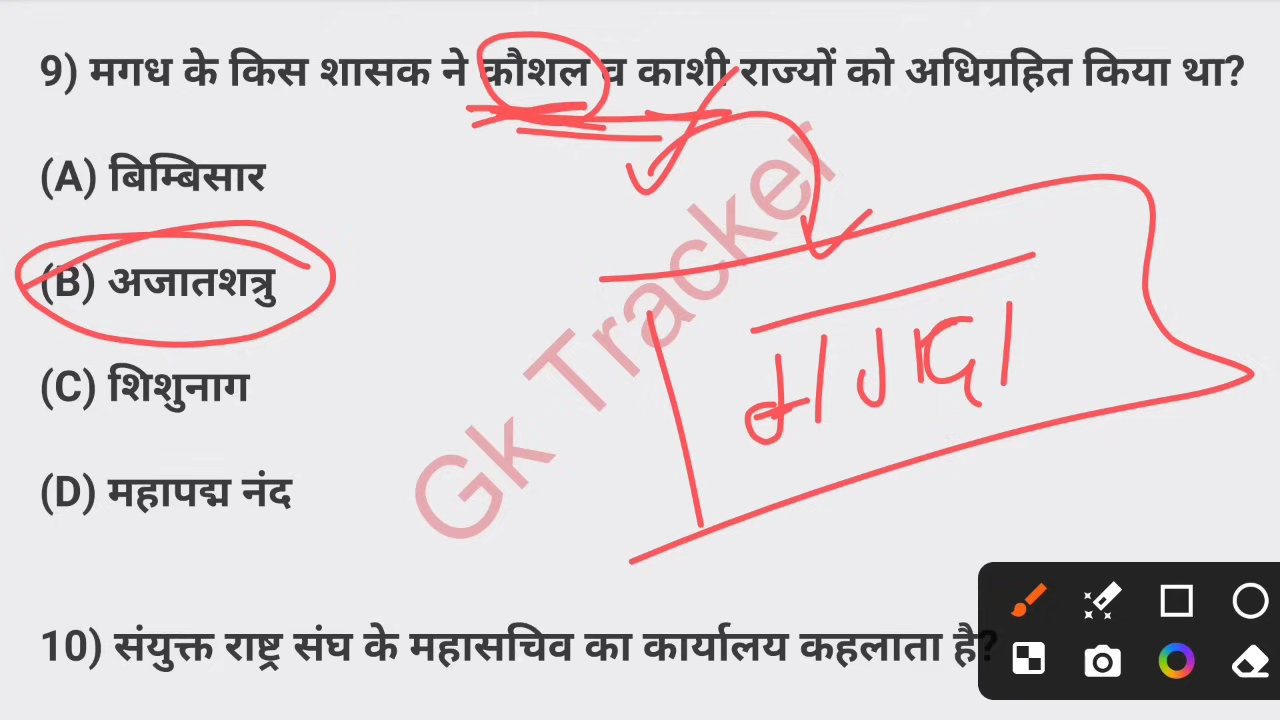 9) मगध के किस शासक ने कौशल व काशी राज्यों को अधिग्रहित किया था?
(A) बिम्बिसार
(B) अजातशत्रु
(C) शिशुनाग
(D) महापद्म नंद
Gk Tracker
10) संयुक्त राष्ट्र संघ के महासचिव का कार्यालय कहलाता है?